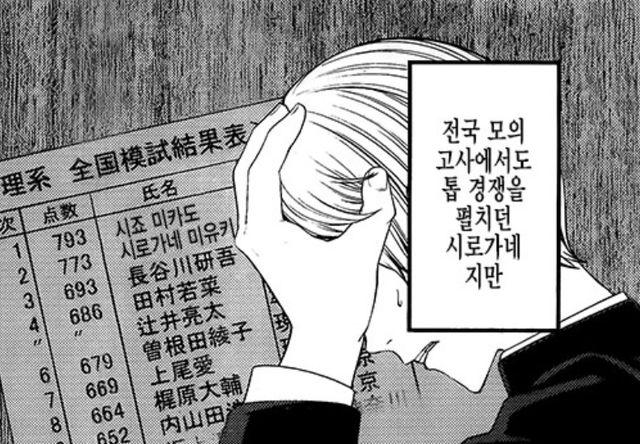 理系 全国模試結果表
次 点数 氏名
1 793 시죠 미카도
2 773 시로가네 미유키
3 693 長谷川研吾
4 686 田村若菜
〃 辻井亮太
曽根田綾子
6 679 上尾愛
7 669 梶原大輔
8 664 内山田
652
전국 모의
고사에서도
톱 경쟁을
펼치던
시로가네
지만